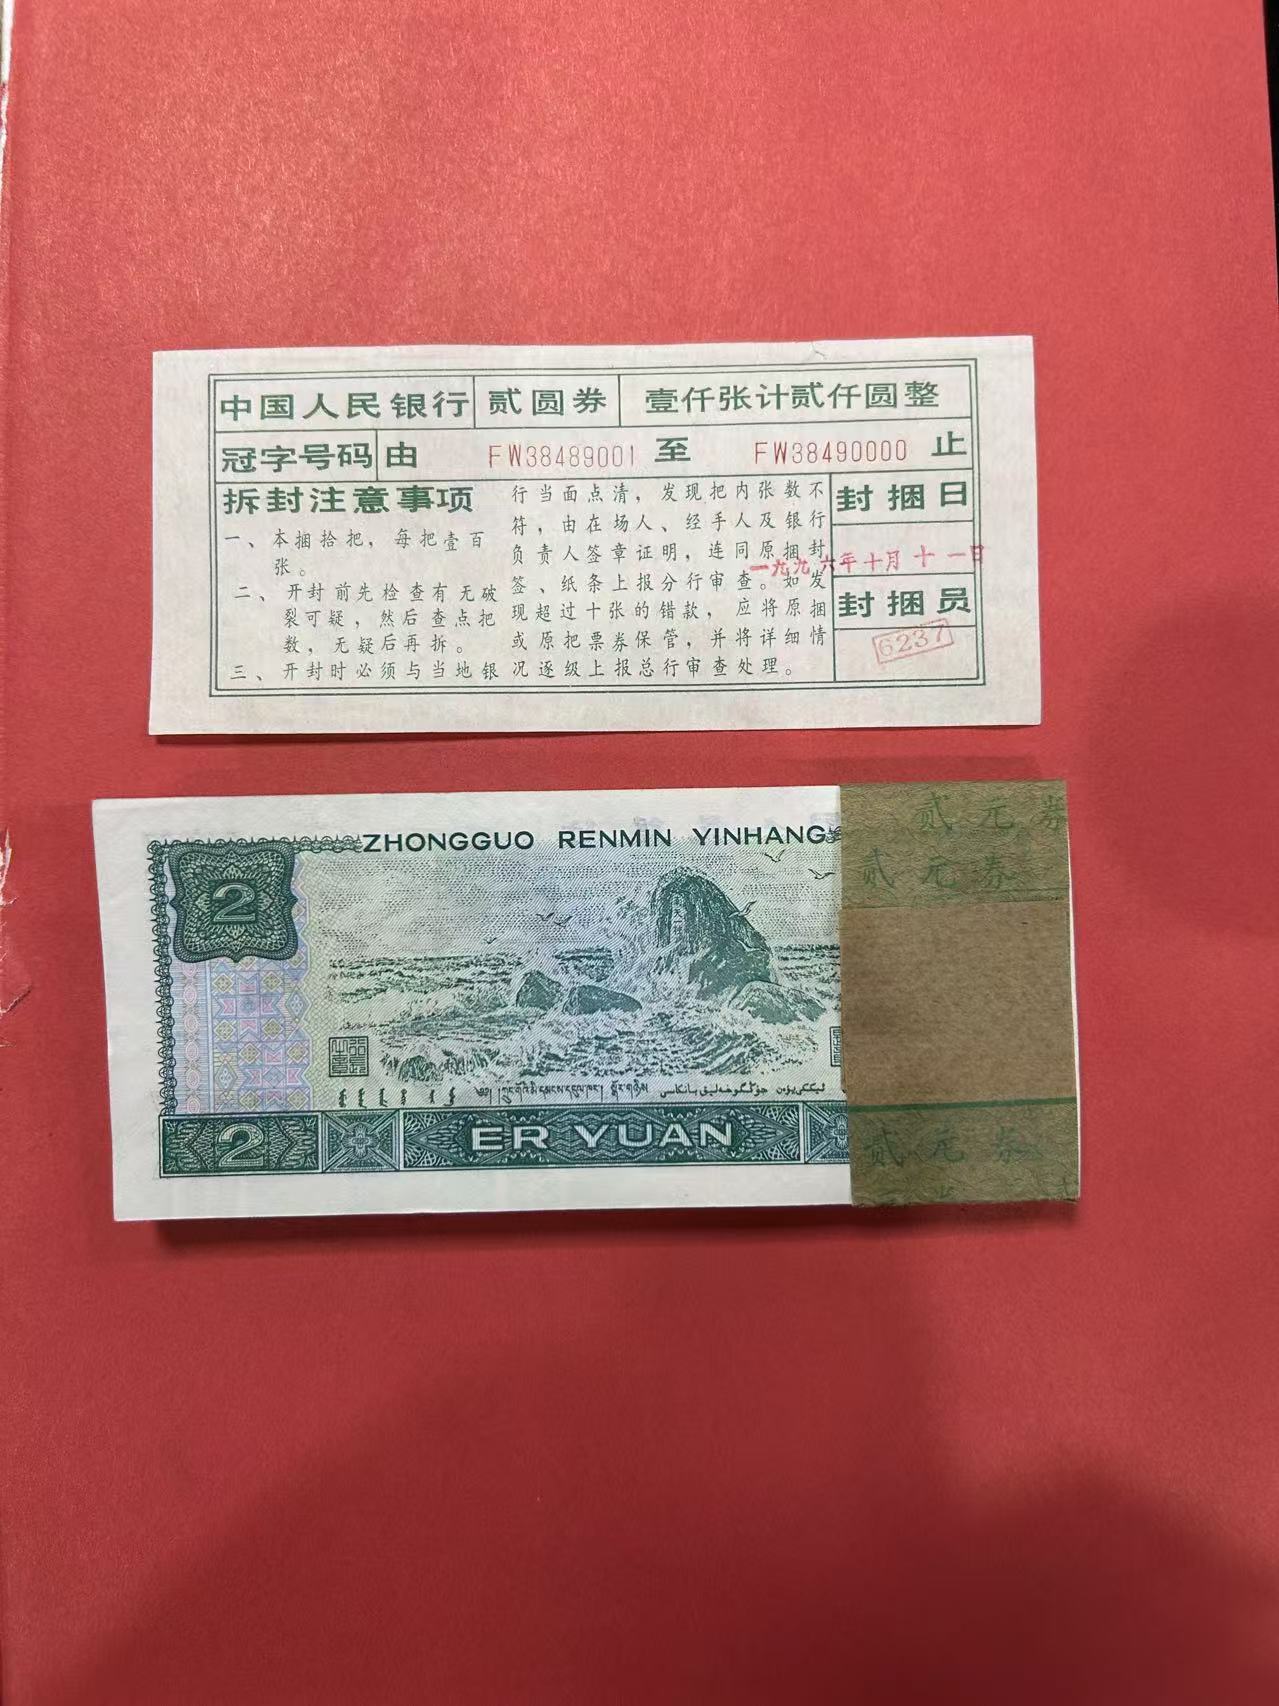 中国人民银行 贰圆券 壹仟张计贰仟圆整
冠字号码 由 FW38489001 至 FW38490000 止
拆封注意事项
一、本捆拾把，每把壹百
张。
二、开封前先检查有无破
裂可疑，然后查点把
数，无疑后再拆。
三、开封时必须与当地银
行当面点清，发现把内张数不
符，由在场人、经手人及银行
负责人签章证明，连同原捆封
签、纸条上报分行审查。如发
现超过十张的错款，应将原捆
或原把票券保管，并将详细情
况逐级上报总行审查处理。
封捆日
一九九六年十月十一日
封捆员
6237
ZHONGGUO RENMIN YINHANG
2
2
ER YUAN
贰元券
贰元券
贰元券